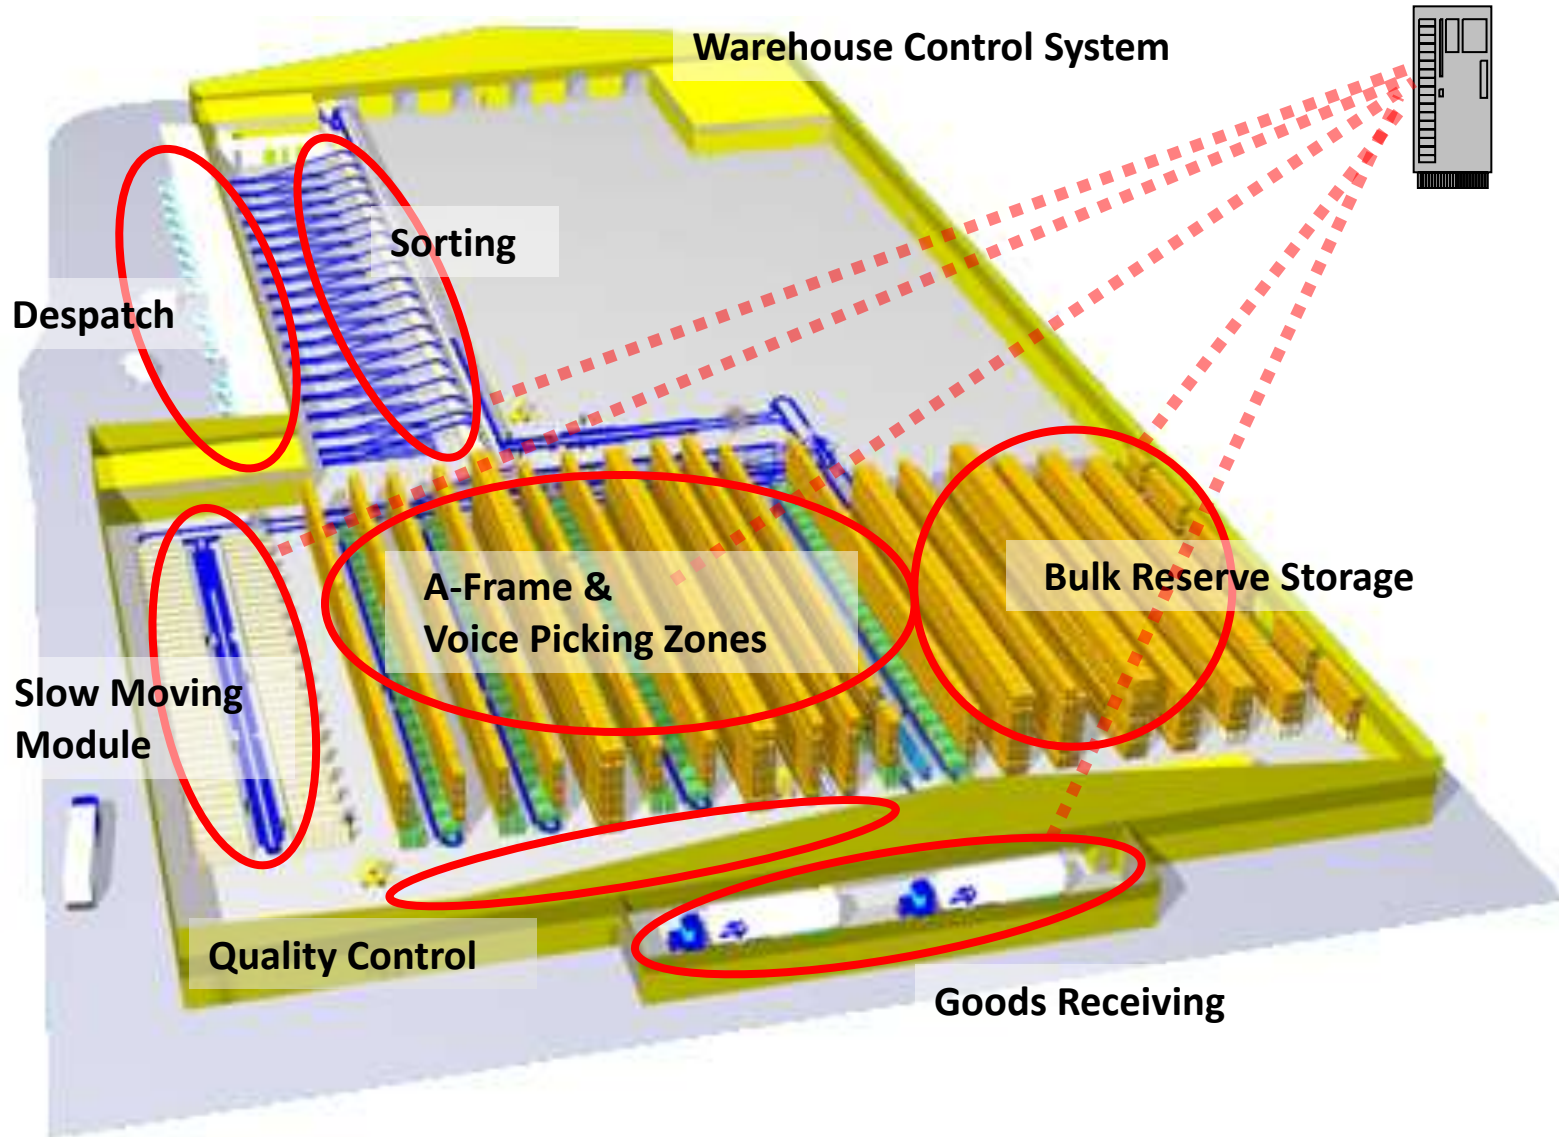 Warehouse Control System
Sorting
Despatch
A-Frame &
Voice Picking Zones
Bulk Reserve Storage
Slow Moving
Module
Quality Control
Goods Receiving